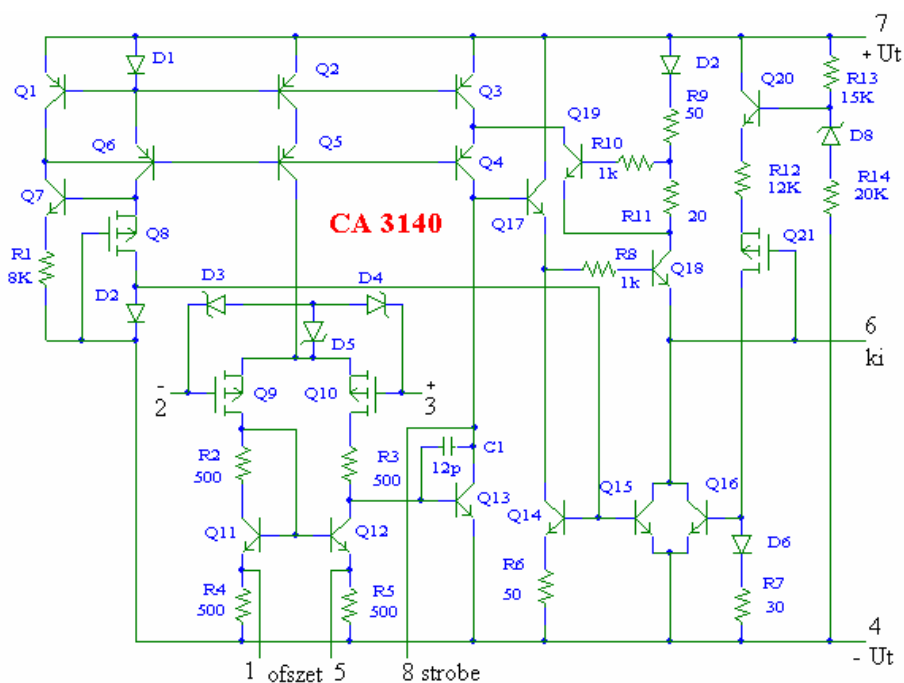 7
+ Ut
D1
Q1
Q2
Q3
D2
Q20
R13
15K
Q19
R9
50
D8
Q6
Q5
Q4
R10
1k
R12
12K
R14
20K
Q7
CA 3140
Q17
R11
20
R1
8K
Q8
R8
1k
Q18
Q21
D2
D3
D4
6
ki
D5
-
2
Q9
Q10
+
3
R2
500
R3
500
C1
12p
Q13
Q11
Q12
Q14
Q15
Q16
D6
R4
500
R5
500
R6
50
R7
30
4
- Ut
1 ofszet 5
8 strobe